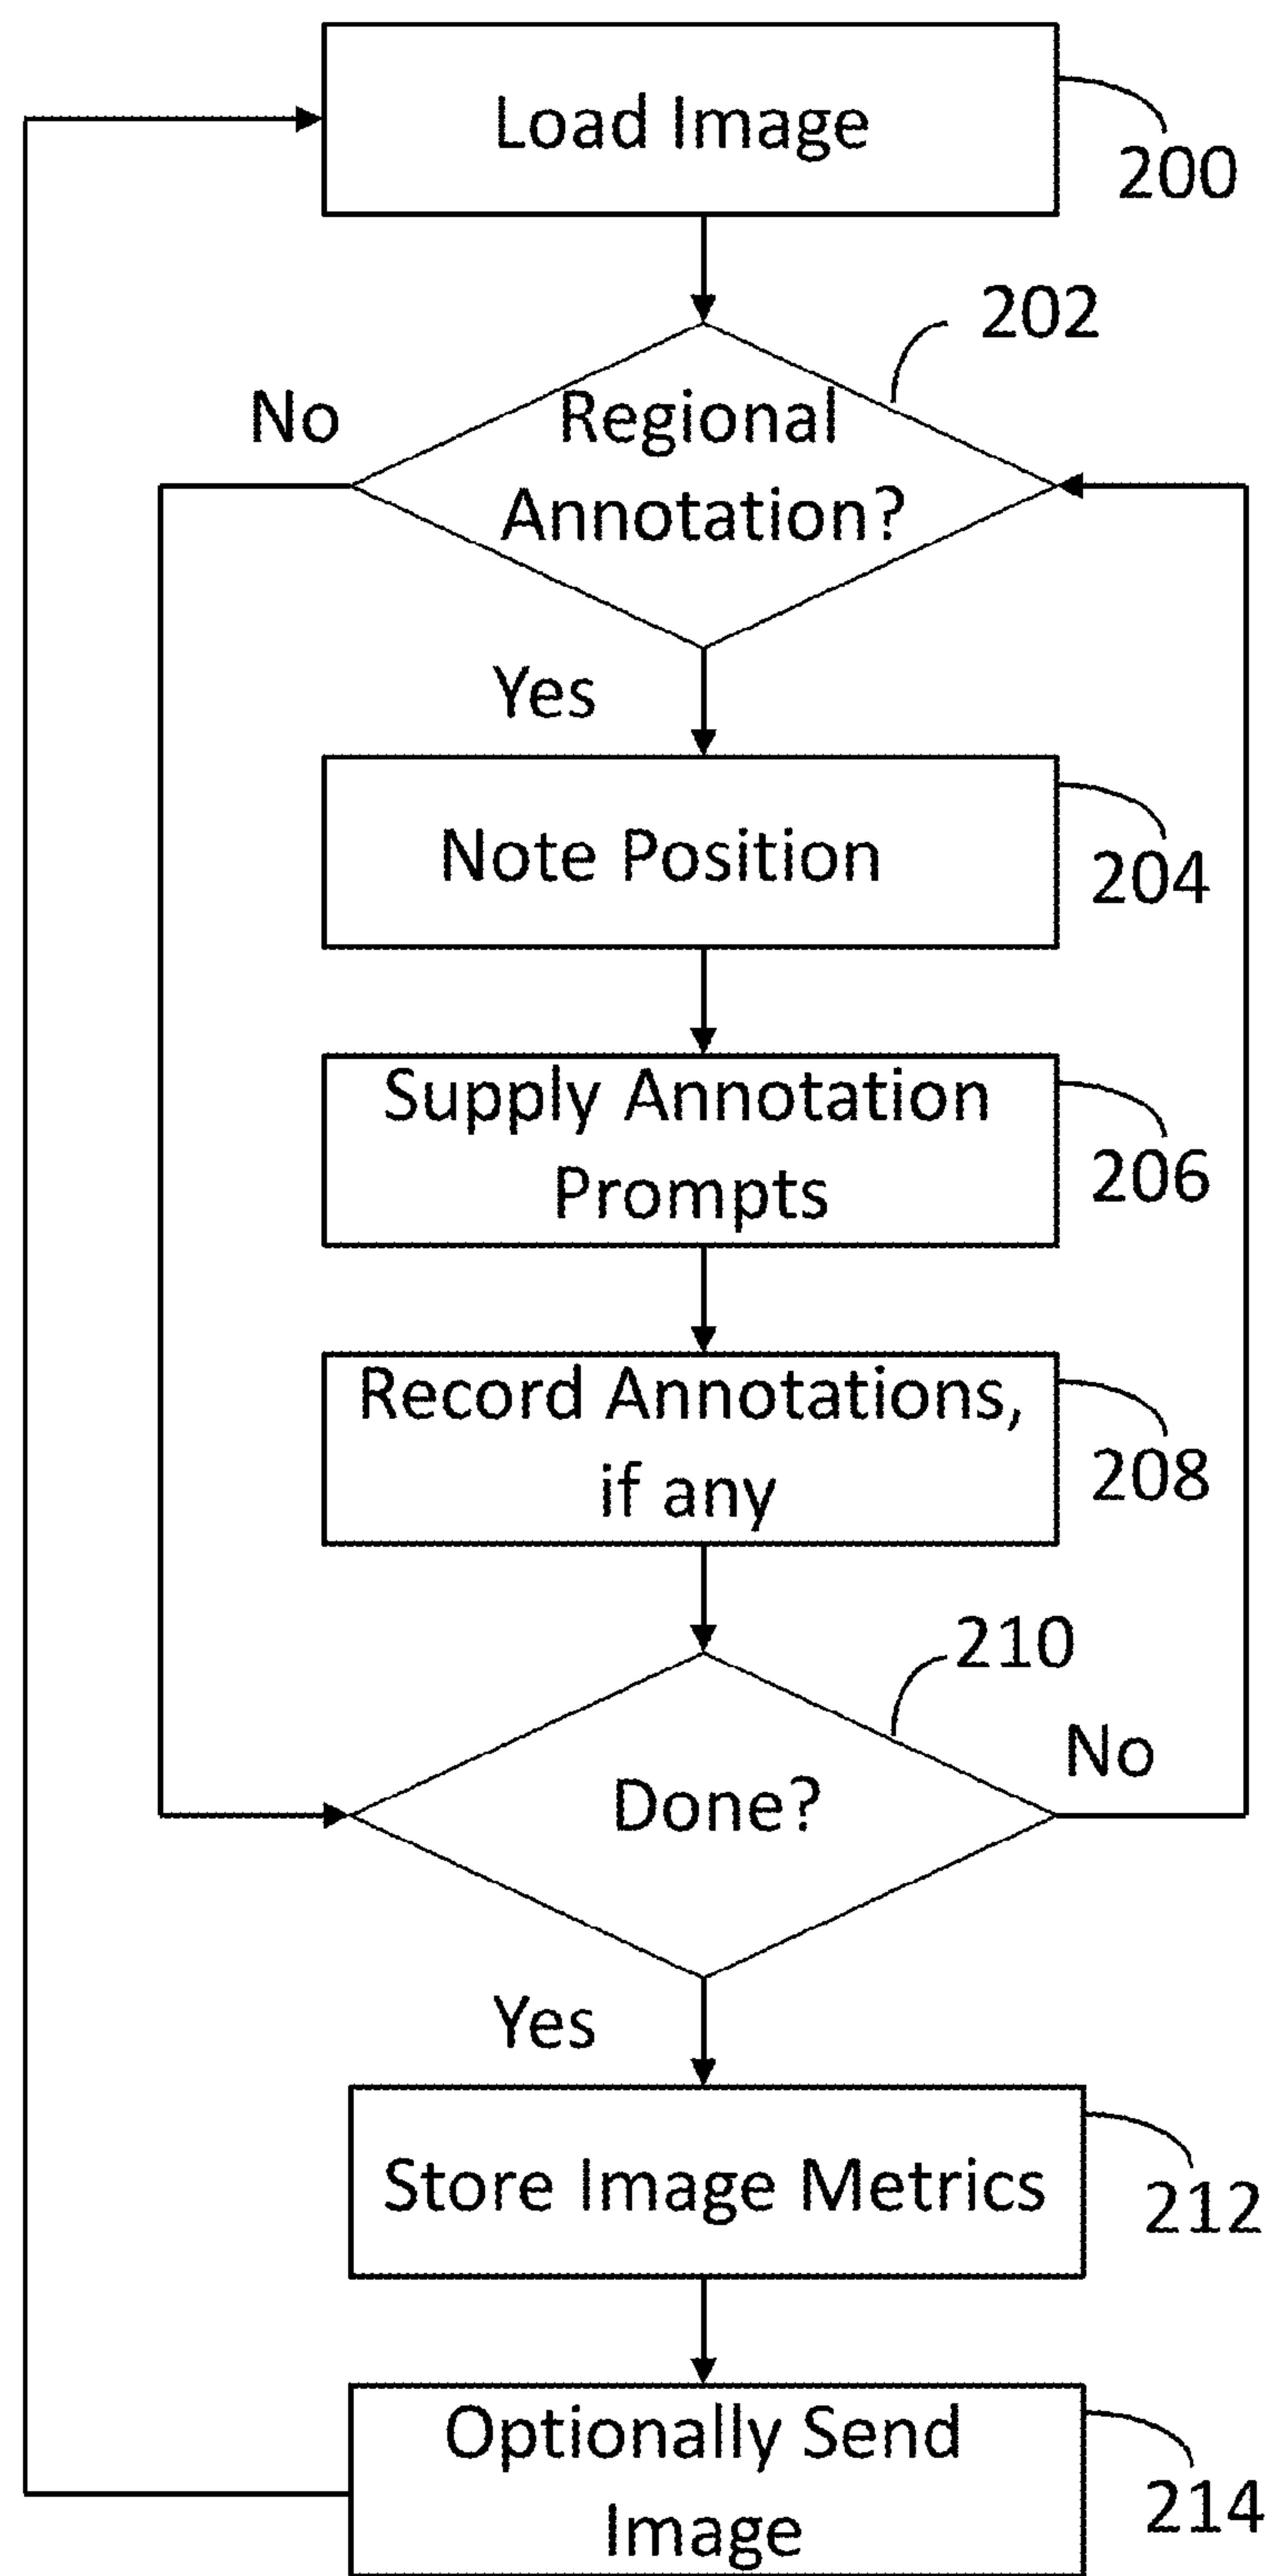 Load Image
200
202
No
Regional
Annotation?
Yes
Note Position
204
Supply Annotation
Prompts
206
Record Annotations,
if any
208
210
Done?
No
Yes
Store Image Metrics
212
Optionally Send
Image
214